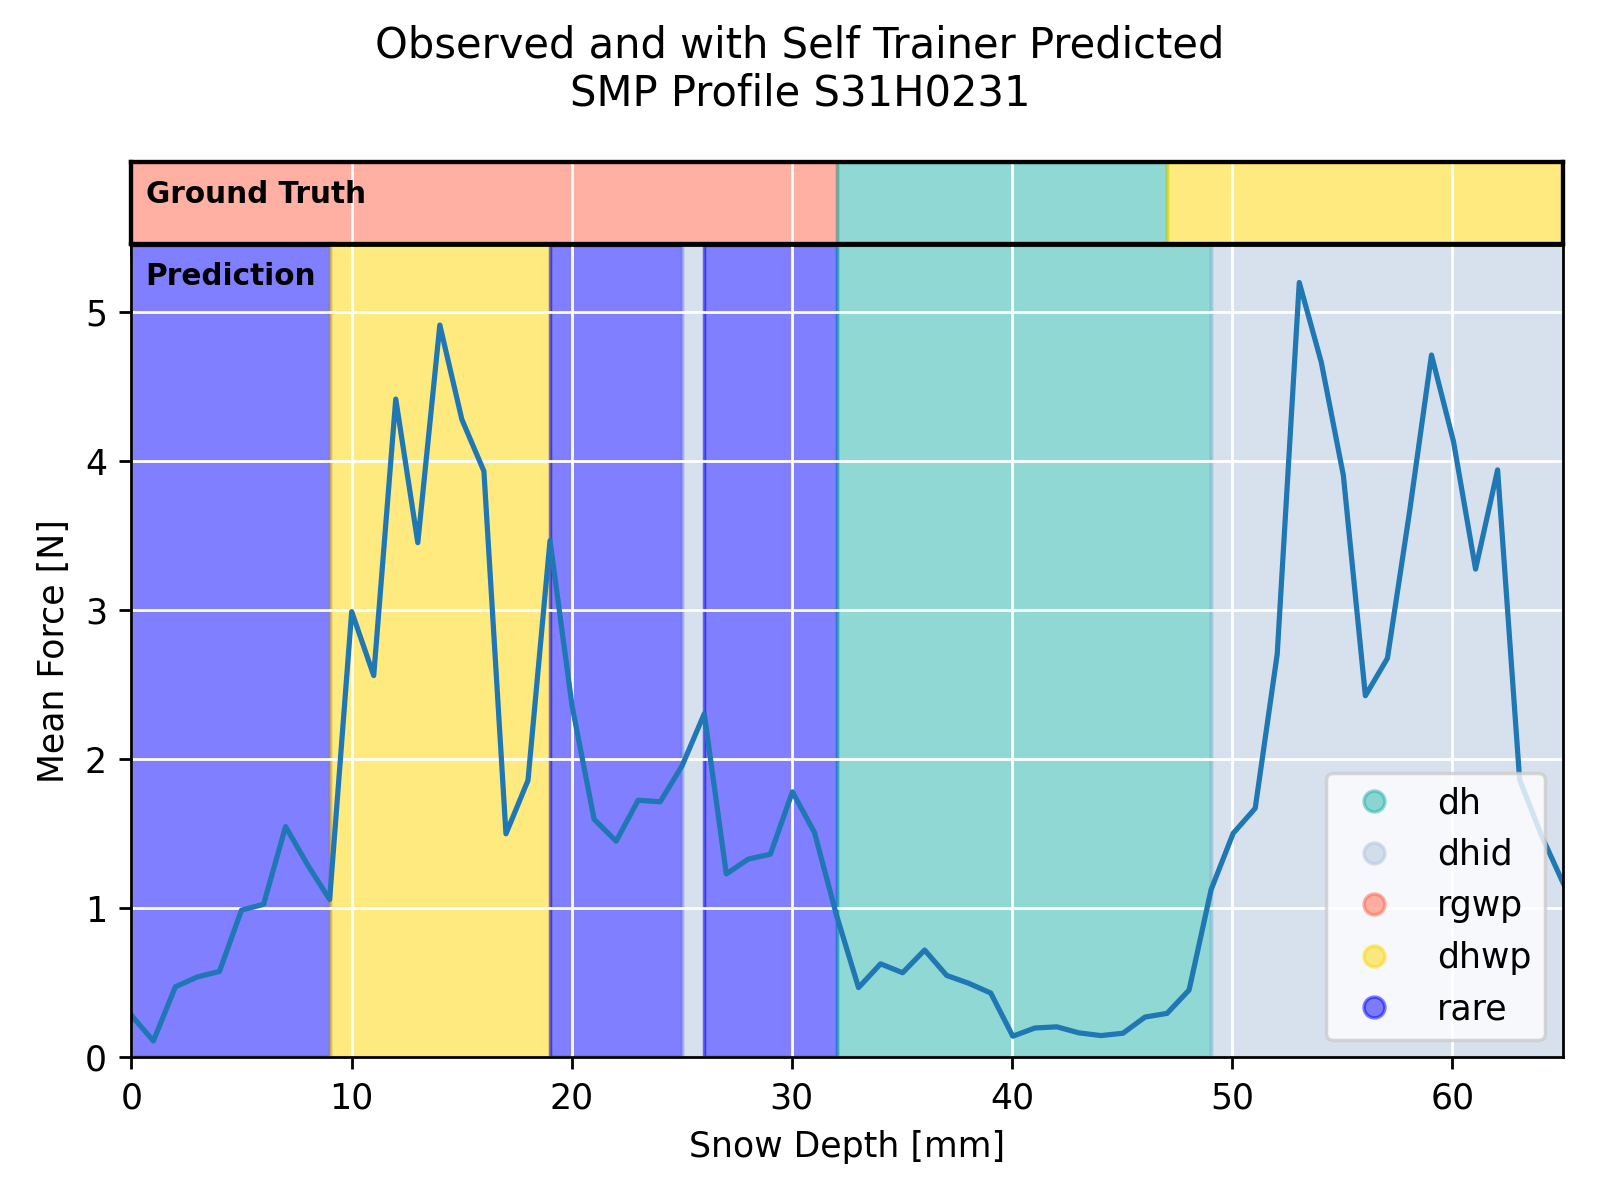 Observed and with Self Trainer Predicted
SMP Profile S31H0231
Ground Truth
Prediction
5
4
3
2
1
0
Mean Force [N]
dh
dhid
rgwp
dhwp
rare
0 10 20 30 40 50 60
Snow Depth [mm]